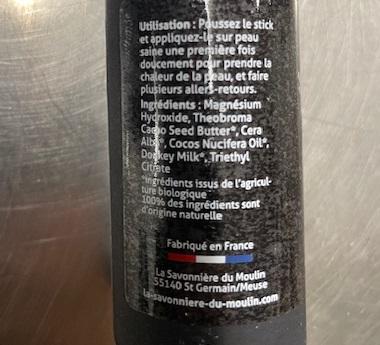 Utilisation : Poussez le stick
et appliquez-le sur peau
saine une première fois
doucement pour prendre la
chaleur de la peau, et faire
plusieurs allers-retours.
Ingrédients : Magnésium
Hydroxide, Theobroma
Cacao Seed Butter*, Cera
Alba*, Cocos Nucifera Oil*,
Donkey Milk*, Triethyl
Citrate
*Ingrédients issus de l'agricul-
ture biologique
100% des ingrédients sont
d'origine naturelle
Fabriqué en France
La Savonnière du Moulin
55140 St Germain/Meuse
la-savonniere-du-moulin.com